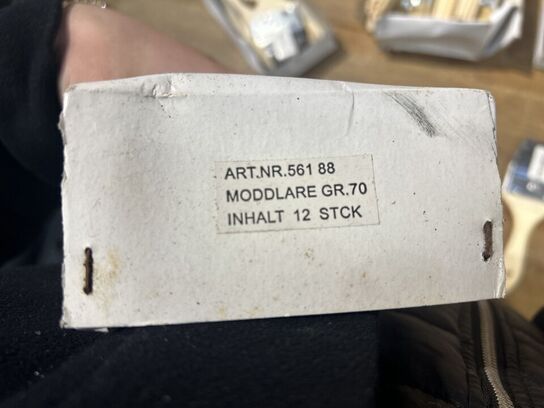 ART.NR.561 88
MODDLARE GR.70
INHALT 12 STCK